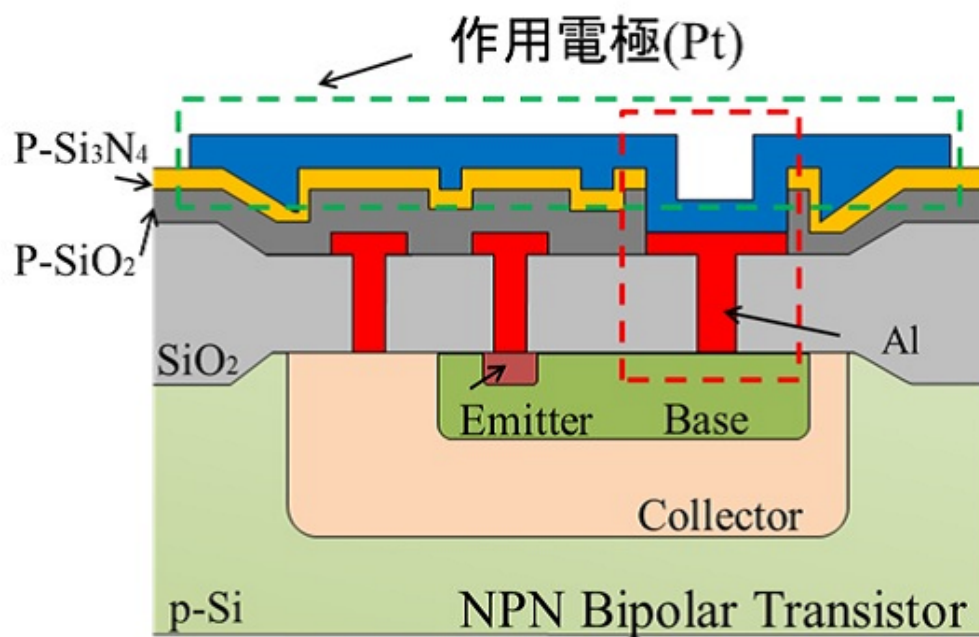 作用電極(Pt)
P-Si₃N₄
P-SiO₂
SiO₂
Al
Emitter
Base
Collector
p-Si
NPN Bipolar Transistor